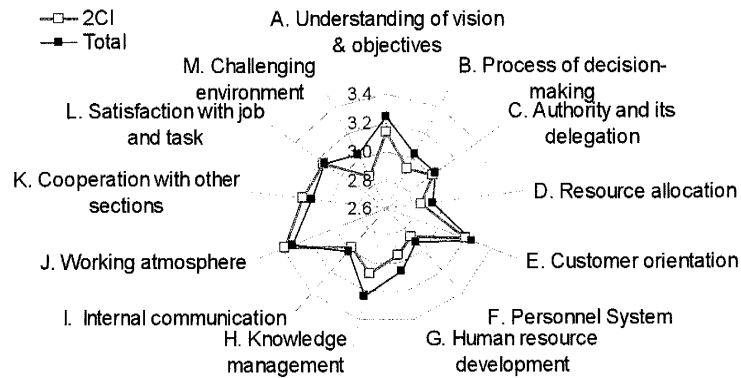 2CI
Total
A. Understanding of vision
& objectives
B. Process of decision-
making
C. Authority and its
delegation
D. Resource allocation
E. Customer orientation
F. Personnel System
G. Human resource
development
H. Knowledge
management
I. Internal communication
J. Working atmosphere
K. Cooperation with other
sections
L. Satisfaction with job
and task
M. Challenging
environment
3.4
3.2
3.0
2.8
2.6